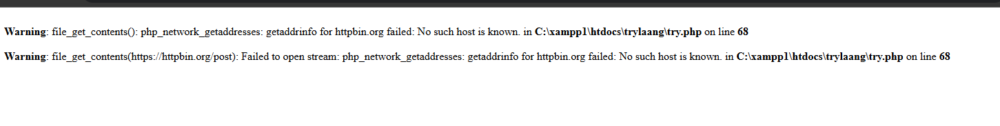 Warning: file_get_contents(): php_network_getaddresses: getaddrinfo for httpbin.org failed: No such host is known. in C:\xampp1\htdocs\trylaang\try.php on line 68
Warning: file_get_contents(https://httpbin.org/post): Failed to open stream: php_network_getaddresses: getaddrinfo for httpbin.org failed: No such host is known. in C:\xampp1\htdocs\trylaang\try.php on line 68